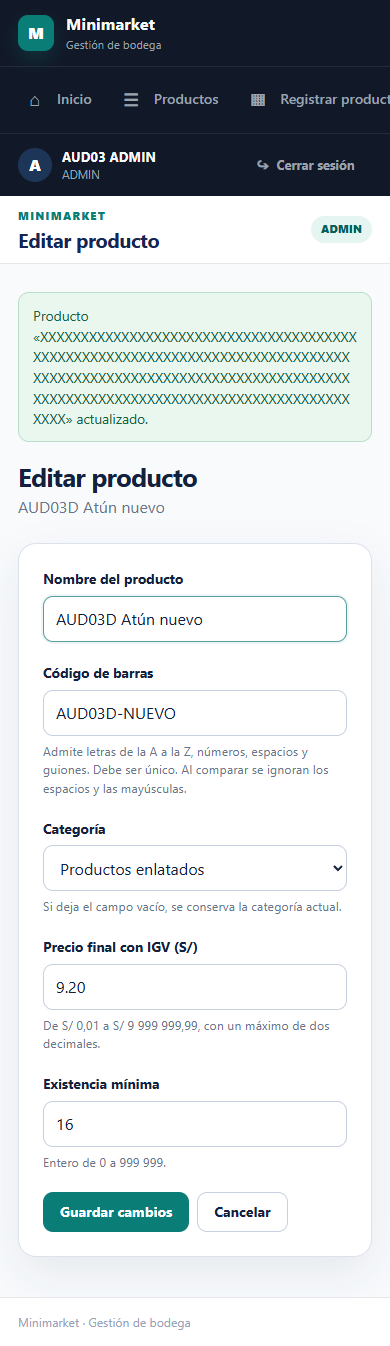 M
Minimarket
Gestión de bodega
Inicio
Productos
Registrar product
A
AUD03 ADMIN
ADMIN
Cerrar sesión
MINIMARKET
Editar producto
ADMIN
Producto
«XXXXXXXXXXXXXXXXXXXXXXXXXXXXXXXXXXXXXXX
XXXXXXXXXXXXXXXXXXXXXXXXXXXXXXXXXXXXXXX
XXXXXXXXXXXXXXXXXXXXXXXXXXXXXXXXXXXXXXX
XXXXXXXXXXXXXXXXXXXXXXXXXXXXXXXXXXXXXXX
XXXX» actualizado.
Editar producto
AUD03D Atún nuevo
Nombre del producto
AUD03D Atún nuevo
Código de barras
AUD03D-NUEVO
Admite letras de la A a la Z, números, espacios y
guiones. Debe ser único. Al comparar se ignoran los
espacios y las mayúsculas.
Categoría
Productos enlatados
Si deja el campo vacío, se conserva la categoría actual.
Precio final con IGV (S/)
9.20
De S/ 0,01 a S/ 9 999 999,99, con un máximo de dos
decimales.
Existencia mínima
16
Entero de 0 a 999 999.
Guardar cambios
Cancelar
Minimarket · Gestión de bodega